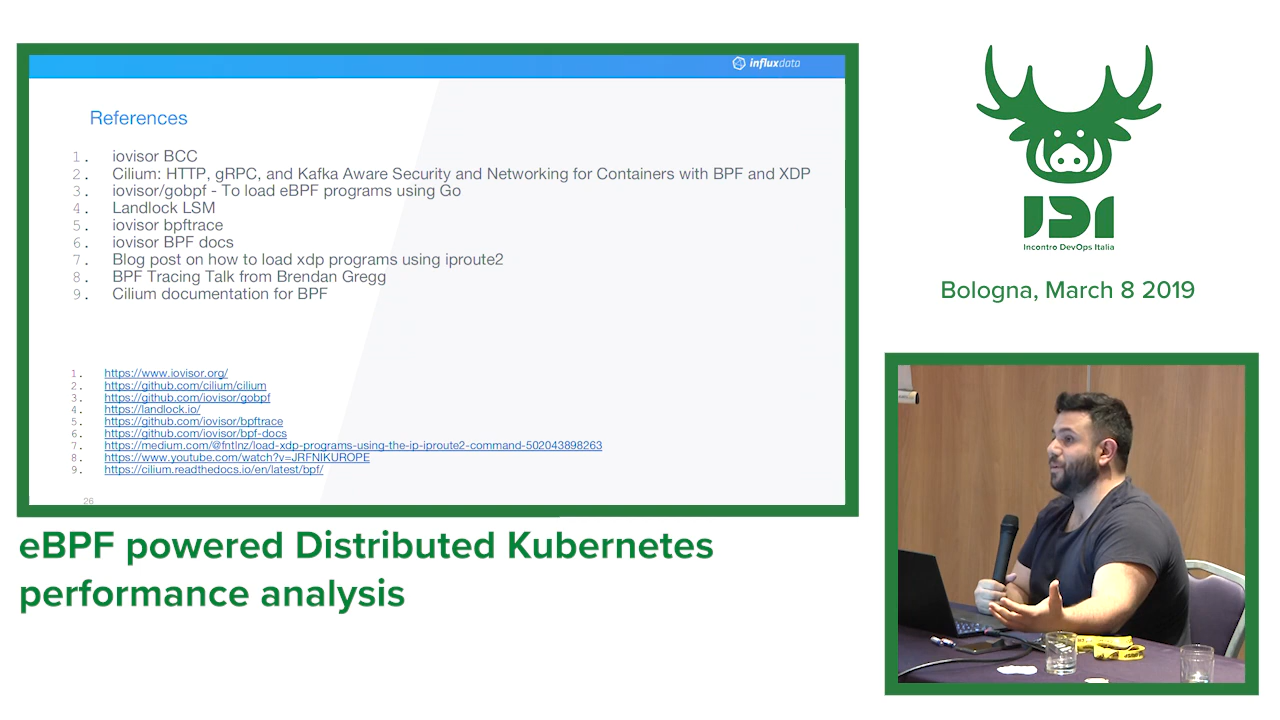 influxdata
References
1. iovisor BCC
2. Cilium: HTTP, gRPC, and Kafka Aware Security and Networking for Containers with BPF and XDP
3. iovisor/gobpf - To load eBPF programs using Go
4. Landlock LSM
5. iovisor bpftrace
6. iovisor BPF docs
7. Blog post on how to load xdp programs using iproute2
8. BPF Tracing Talk from Brendan Gregg
9. Cilium documentation for BPF
1. https://www.iovisor.org/
2. https://github.com/cilium/cilium
3. https://github.com/iovisor/gobpf
4. https://landlock.io/
5. https://github.com/iovisor/bpftrace
6. https://github.com/iovisor/bpf-docs
7. https://medium.com/@fntlnz/load-xdp-programs-using-the-ip-iproute2-command-502043898263
8. https://www.youtube.com/watch?v=JRFNIKUROPE
9. https://cilium.readthedocs.io/en/latest/bpf/
26
eBPF powered Distributed Kubernetes
performance analysis
IDI
Incontro DevOps Italia
Bologna, March 8 2019